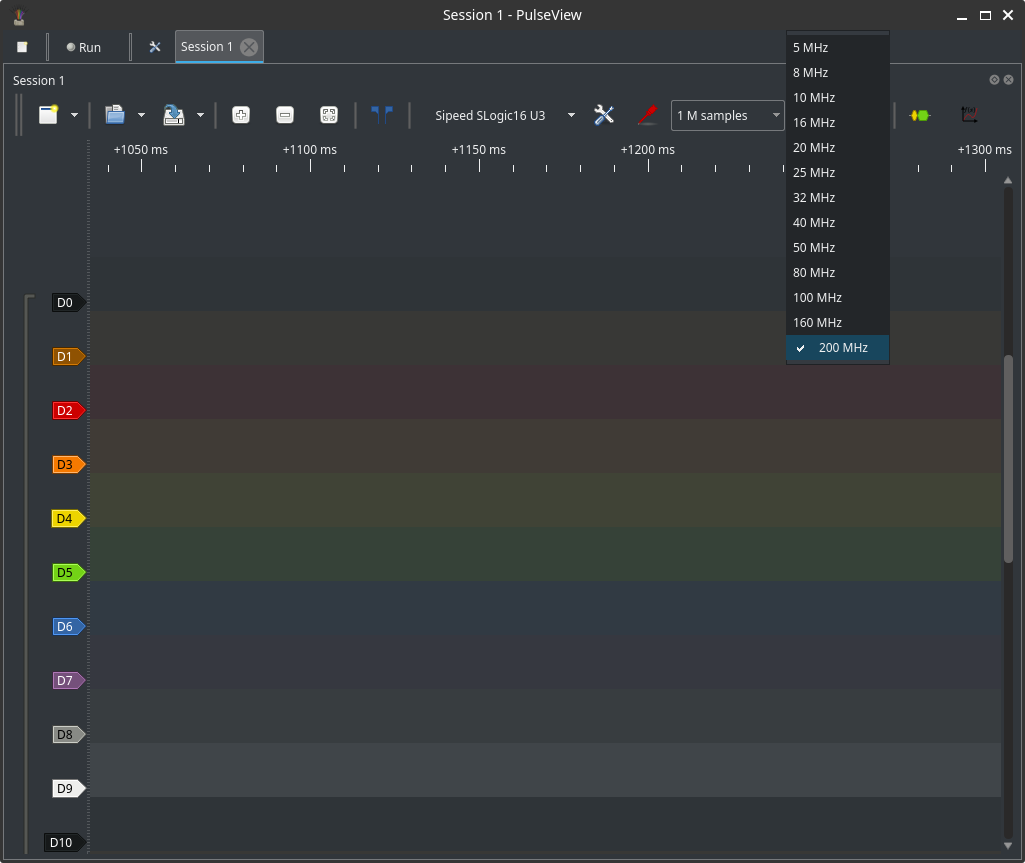 Session 1 - PulseView
Run
Session 1
Session 1
Sipeed SLogic16 U3
1 M samples
5 MHz
8 MHz
10 MHz
16 MHz
20 MHz
25 MHz
32 MHz
40 MHz
50 MHz
80 MHz
100 MHz
160 MHz
200 MHz
+1050 ms
+1100 ms
+1150 ms
+1200 ms
+1300 ms
D0
D1
D2
D3
D4
D5
D6
D7
D8
D9
D10